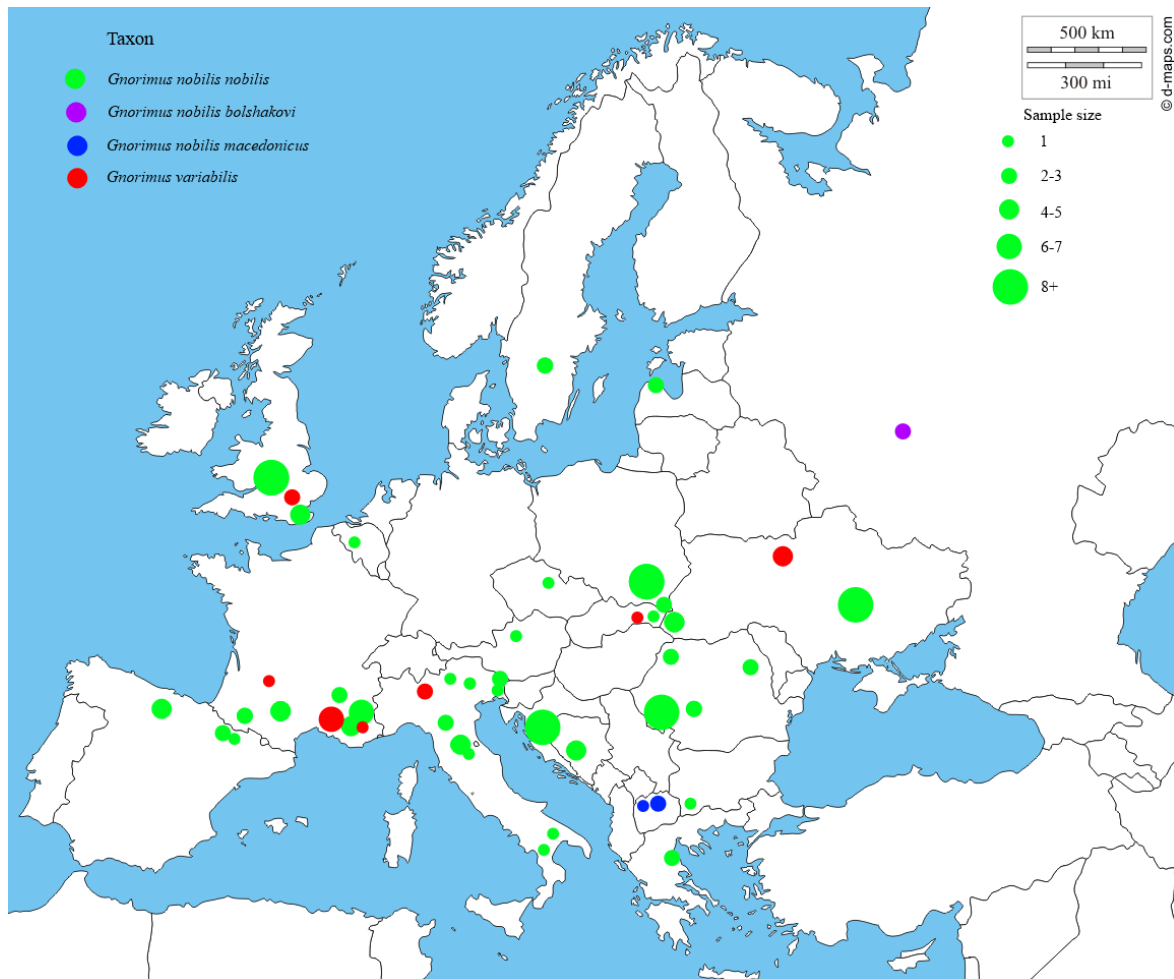 Taxon
Gnorimus nobilis nobilis
Gnorimus nobilis bolshakovi
Gnorimus nobilis macedonicus
Gnorimus variabilis
500 km
300 mi
© d-maps.com
Sample size
1
2-3
4-5
6-7
8+